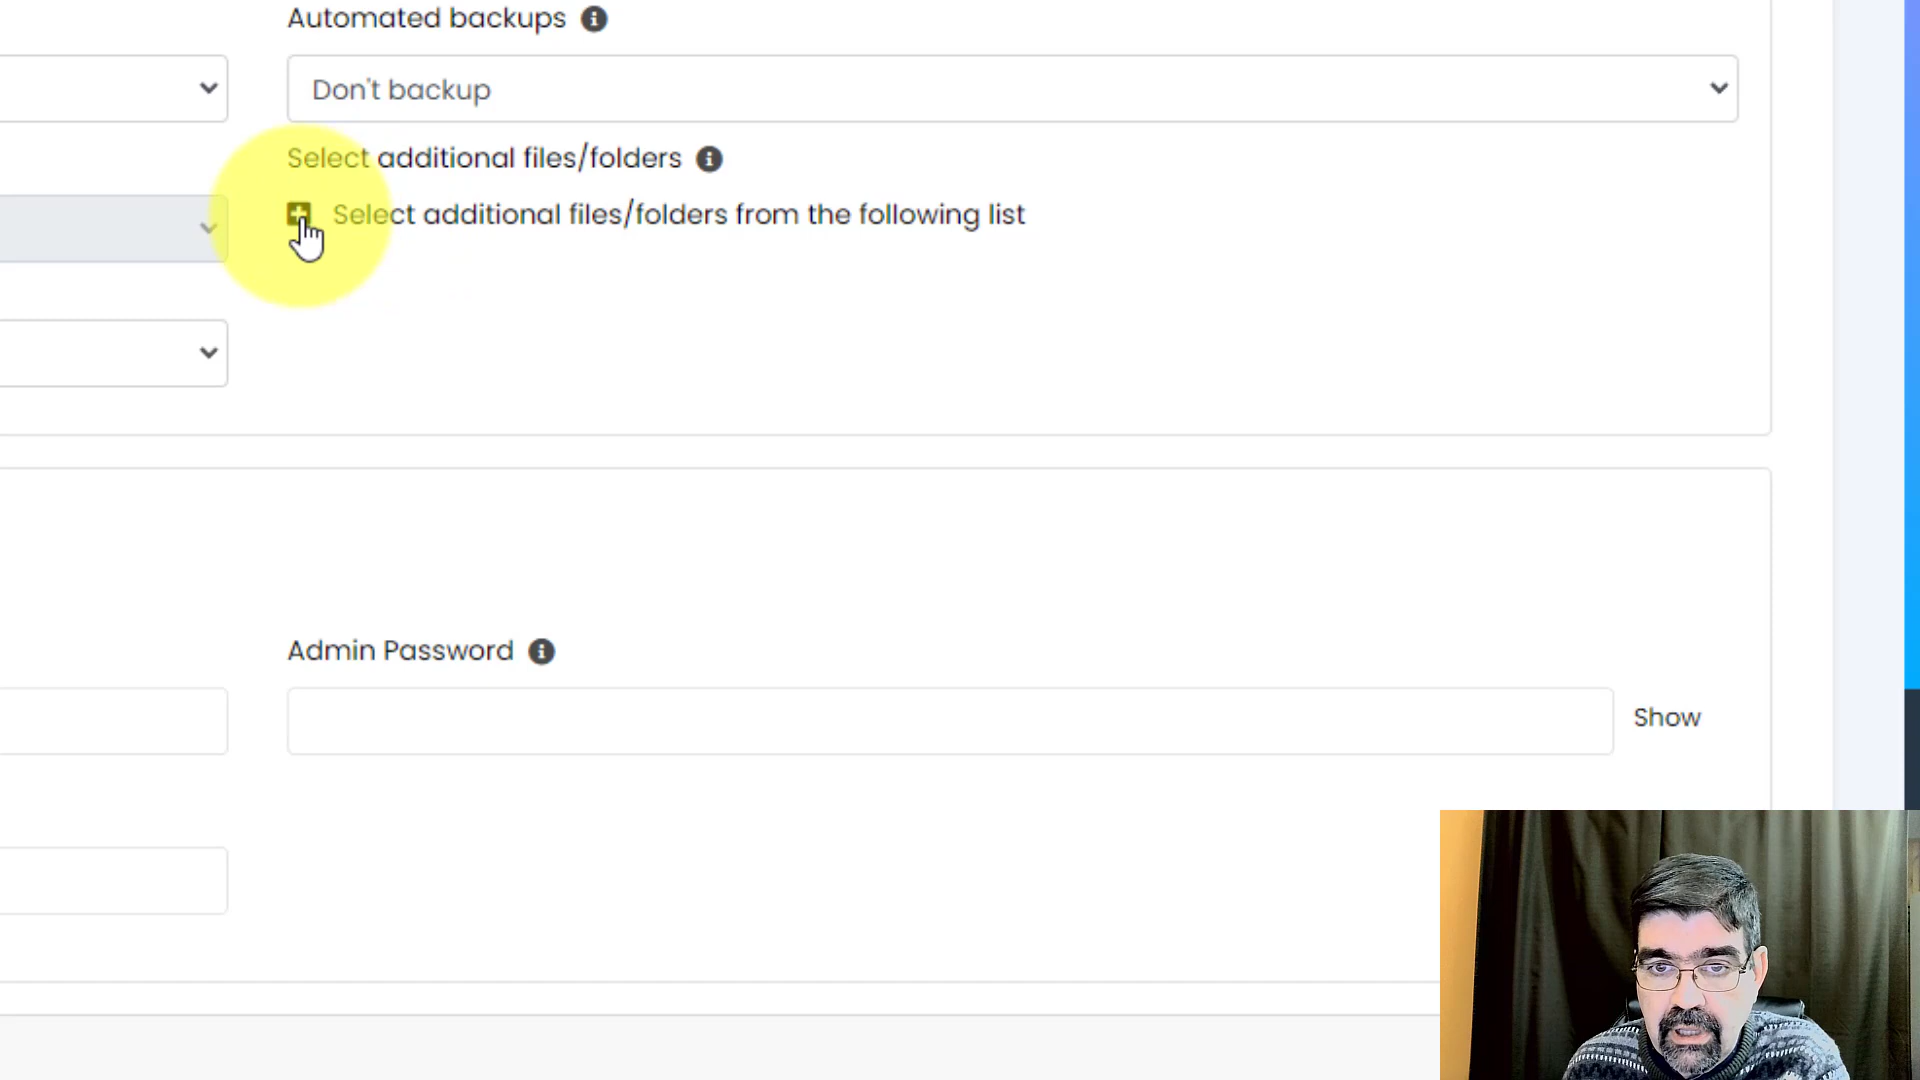 Automated backups
Don't backup
Select additional files/folders
Select additional files/folders from the following list
Admin Password
Show